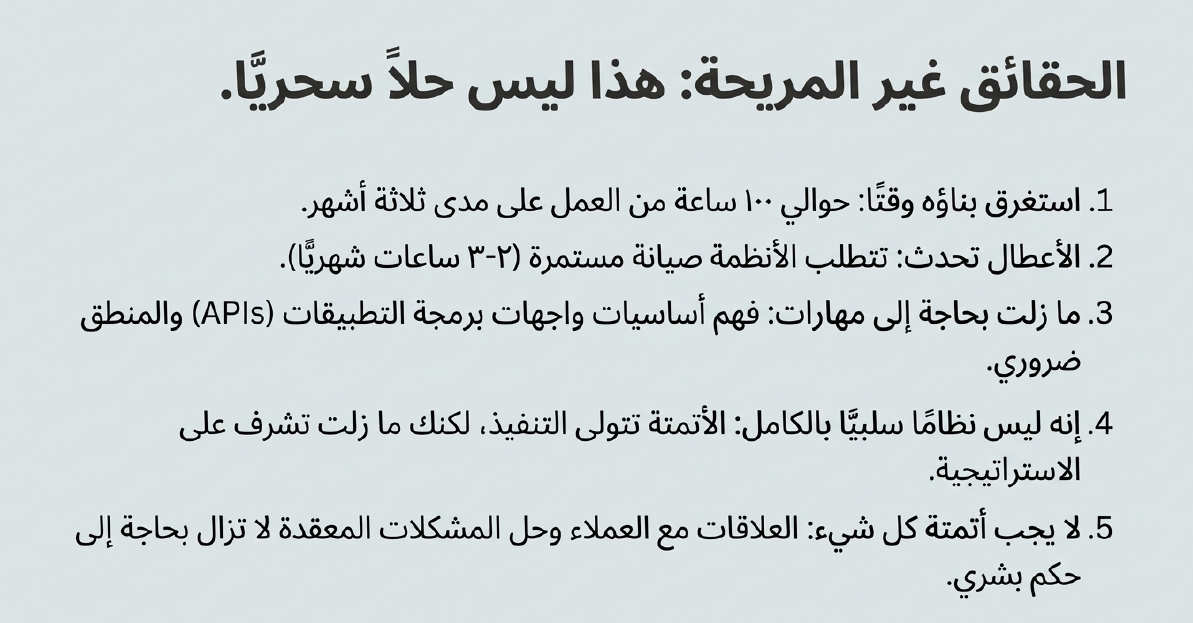 الحقائق غير المريحة: هذا ليس حلاً سحريًّا.
1. استغرق بناؤه وقتًا: حوالي ١٠٠ ساعة من العمل على مدى ثلاثة أشهر.
2. الأعطال تحدث: تتطلب الأنظمة صيانة مستمرة (٢-٣ ساعات شهريًّا).
3. ما زلت بحاجة إلى مهارات: فهم أساسيات واجهات برمجة التطبيقات (APIs) والمنطق
ضروري.
4. إنه ليس نظامًا سلبيًّا بالكامل: الأتمتة تتولى التنفيذ، لكنك ما زلت تشرف على
الاستراتيجية.
5. لا يجب أتمتة كل شيء: العلاقات مع العملاء وحل المشكلات المعقدة لا تزال بحاجة إلى
حكم بشري.